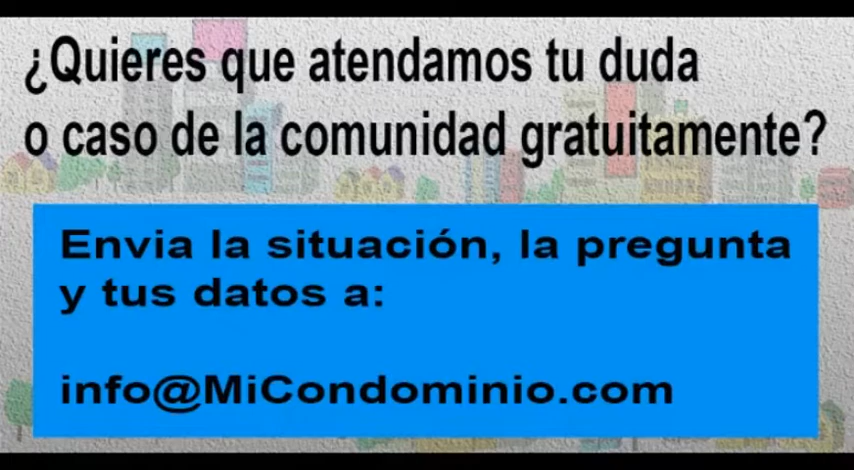 ¿Quieres que atendamos tu duda
o caso de la comunidad gratuitamente?
Envia la situación, la pregunta
y tus datos a:
info@MiCondominio.com